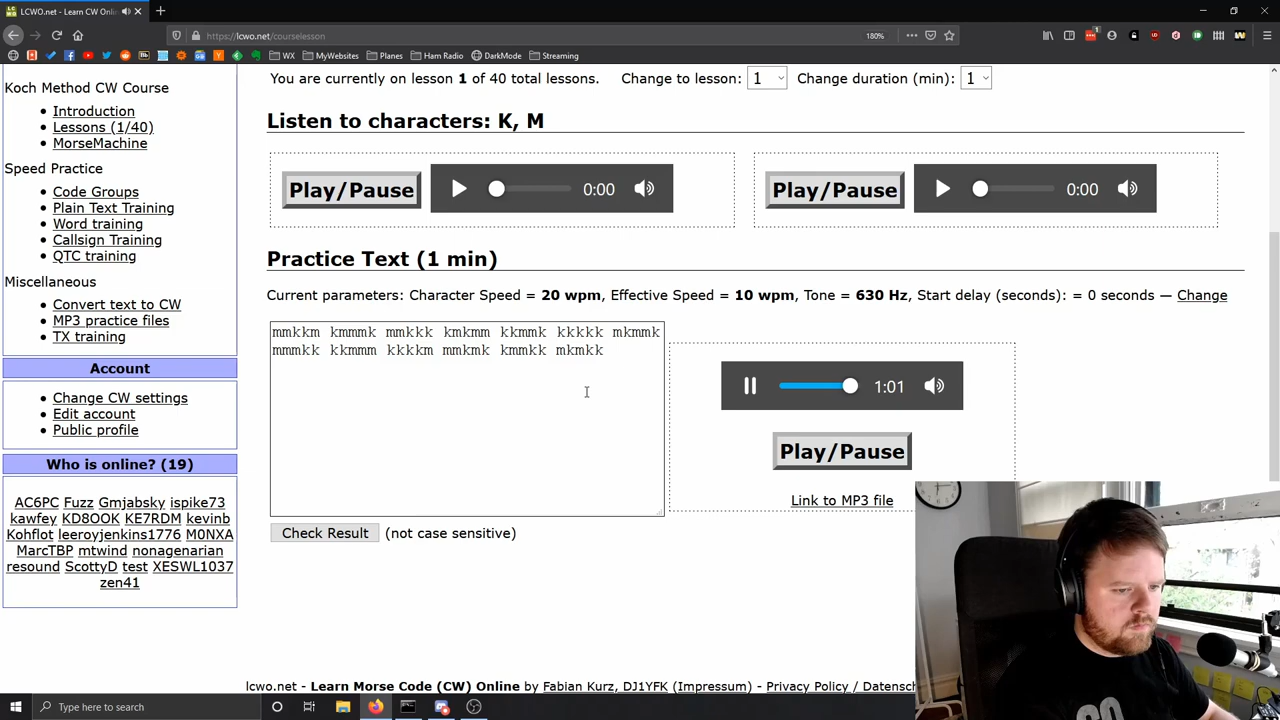 LCWO.net - Learn CW Onli
https://lcwo.net/courselesson
180%
WX
MyWebsites
Planes
Ham Radio
DarkMode
Streaming
Koch Method CW Course
Introduction
Lessons (1/40)
MorseMachine
Speed Practice
Code Groups
Plain Text Training
Word training
Callsign Training
QTC training
Miscellaneous
Convert text to CW
MP3 practice files
TX training
Account
Change CW settings
Edit account
Public profile
Who is online? (19)
AC6PC Fuzz Gmjabsky ispike73
kawfey KD8OOK KE7RDM kevinb
Kohflot leeroyjenkins1776 M0NXA
MarcTBP mtwind nonagenarian
resound ScottyD test XESWL1037
zen41
You are currently on lesson 1 of 40 total lessons. Change to lesson: 1 Change duration (min): 1
Listen to characters: K, M
Play/Pause 0:00 Play/Pause 0:00
Practice Text (1 min)
Current parameters: Character Speed = 20 wpm, Effective Speed = 10 wpm, Tone = 630 Hz, Start delay (seconds): = 0 seconds — Change
mmkkm kmmmk mmkkk kmkmm kkmmk kkkkk mkmmk
mmmkk kkmmm kkkkm mmkmk kmmkk mkmkk
1:01
Play/Pause
Link to MP3 file
Check Result (not case sensitive)
lcwo.net - Learn Morse Code (CW) Online by Fabian Kurz, DJ1YFK (Impressum) - Privacy Policy / Datensch
Type here to search